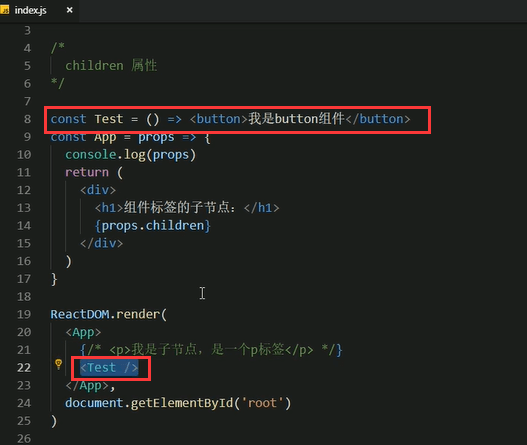 index.js ×
3
4 /*
5 children 属性
6 */
7
8 const Test = () => <button>我是button组件</button>
9 const App = props => {
10 console.log(props)
11 return (
12 <div>
13 <h1>组件标签的子节点：</h1>
14 {props.children}
15 </div>
16 )
17 }
18
19 ReactDOM.render(
20 <App>
21 {/* <p>我是子节点，是一个p标签</p> */}
22 <Test />
23 </App>,
24 document.getElementById('root')
25 )
26